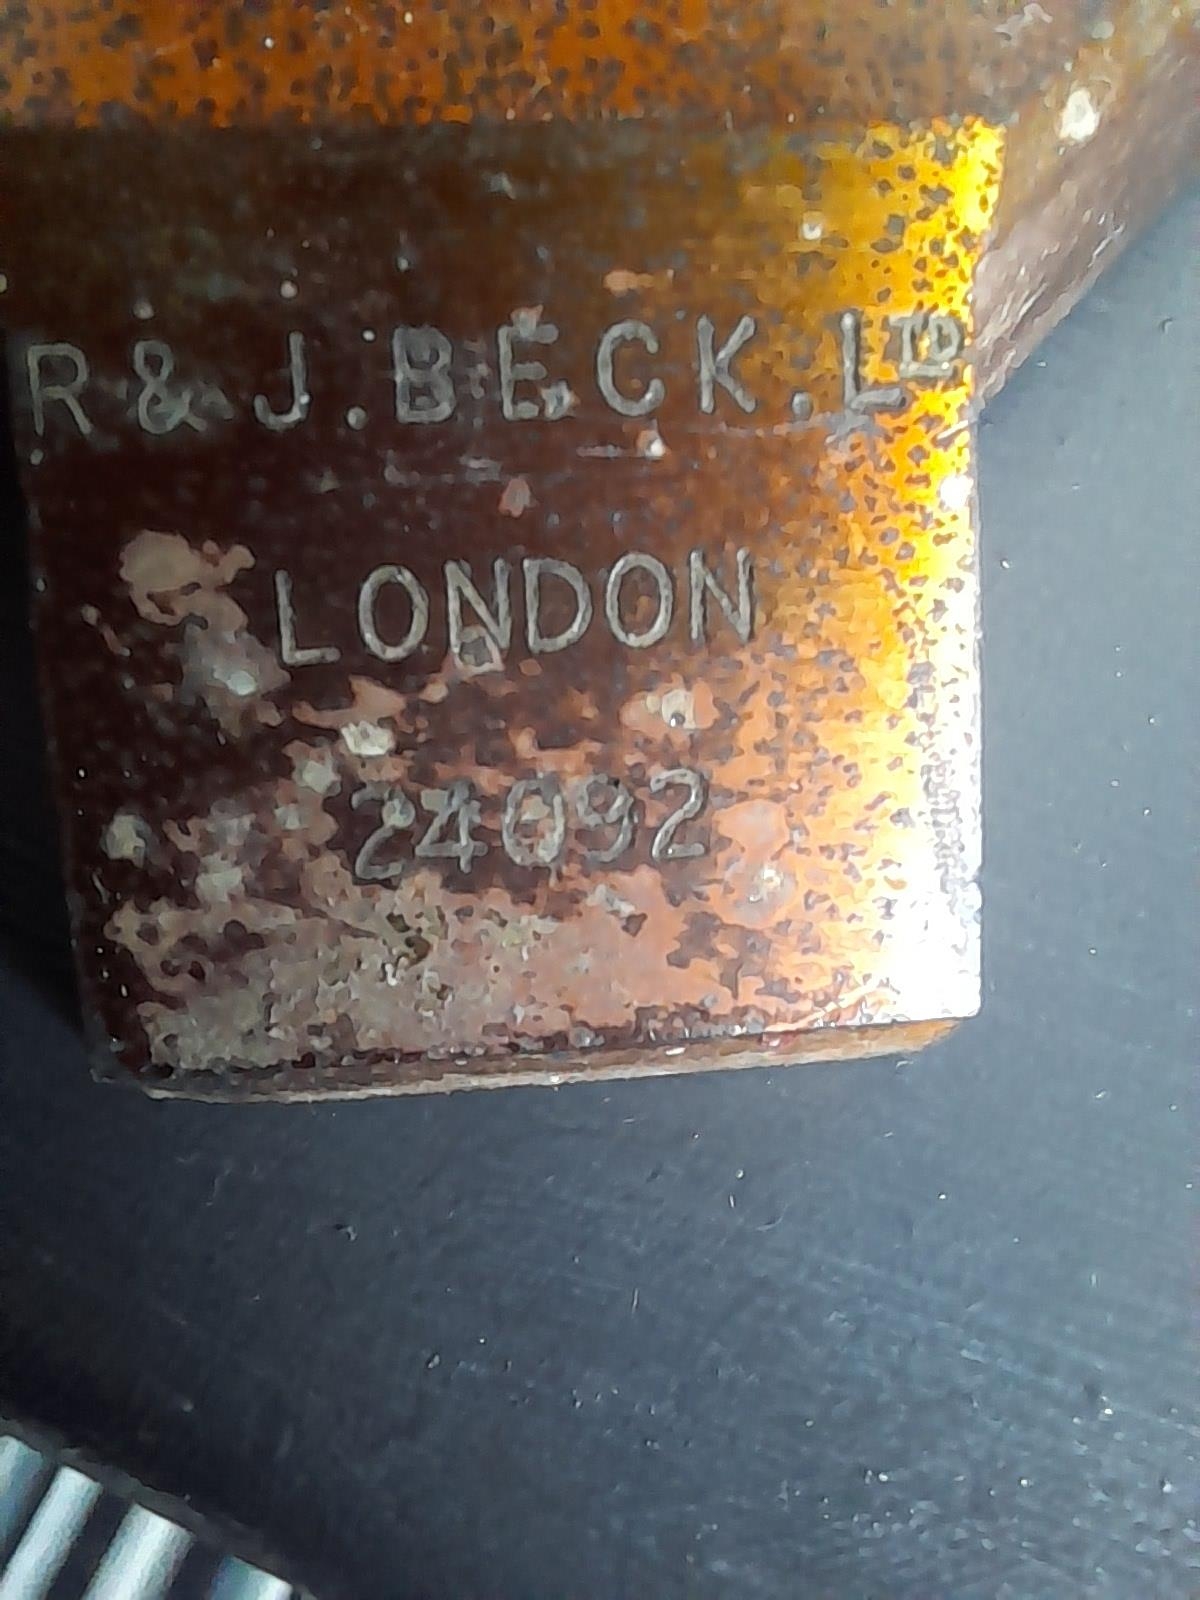 R & J. BECK. LTD
LONDON
24092